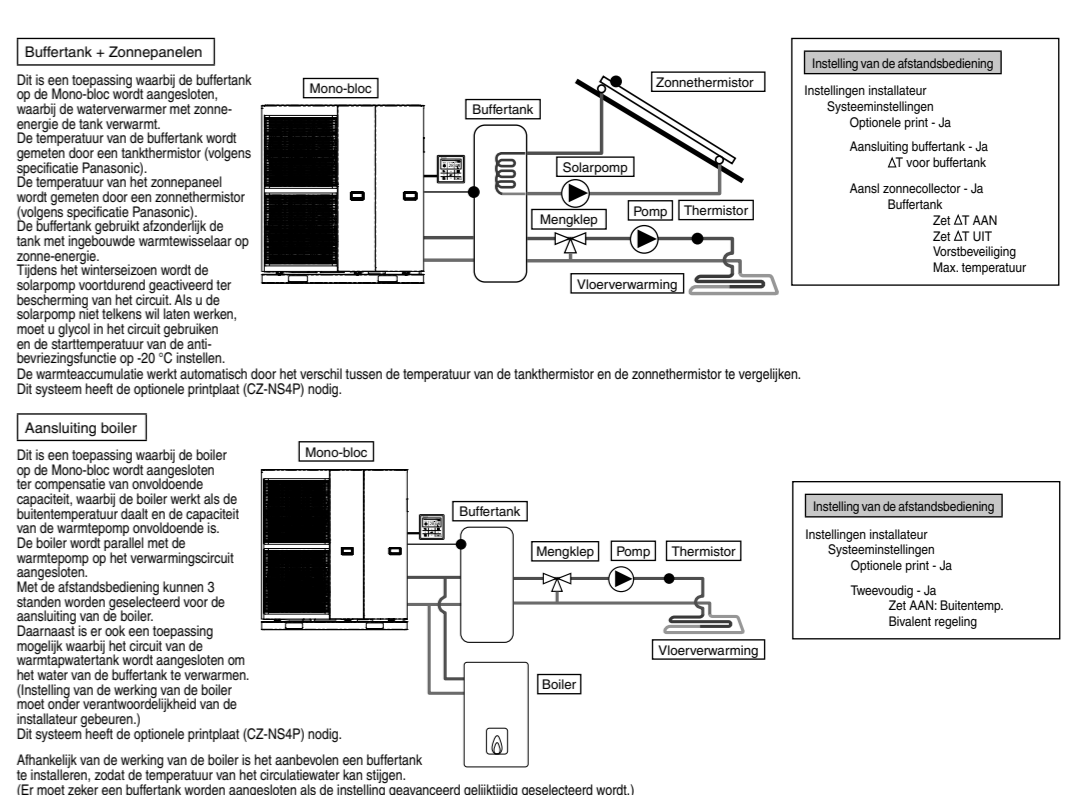 Buffertank + Zonnepanelen
Dit is een toepassing waarbij de buffertank
op de Mono-bloc wordt aangesloten,
waarbij de waterverwarmer met zonne-
energie de tank verwarmt.
De temperatuur van de buffertank wordt
gemeten door een tankthermistor (volgens
specificatie Panasonic).
De temperatuur van het zonnepaneel
wordt gemeten door een zonnethermistor
(volgens specificatie Panasonic).
De buffertank gebruikt afzonderlijk de
tank met ingebouwde warmtewisselaar op
zonne-energie.
Tijdens het winterseizoen wordt de
solarpomp voortdurend geactiveerd ter
bescherming van het circuit. Als u de
solarpomp niet telkens wil laten werken,
moet u glycol in het circuit gebruiken
en de starttemperatuur van de anti-
bevriezingsfunctie op -20 °C instellen.
De warmteaccumulatie werkt automatisch door het verschil tussen de temperatuur van de tankthermistor en de zonnethermistor te vergelijken.
Dit systeem heeft de optionele printplaat (CZ-NS4P) nodig.
Mono-bloc
Buffertank
Zonnethermistor
Solarpomp
Mengklep
Pomp
Thermistor
Vloerverwarming
Instelling van de afstandsbediening
Instellingen installateur
Systeeminstellingen
Optionele print - Ja
Aansluiting buffertank - Ja
ΔT voor buffertank
Aansl zonnecollector - Ja
Buffertank
Zet ΔT AAN
Zet ΔT UIT
Vorstbeveiliging
Max. temperatuur
Aansluiting boiler
Dit is een toepassing waarbij de boiler
op de Mono-bloc wordt aangesloten
ter compensatie van onvoldoende
capaciteit, waarbij de boiler werkt als de
buitentemperatuur daalt en de capaciteit
van de warmtepomp onvoldoende is.
De boiler wordt parallel met de
warmtepomp op het verwarmingscircuit
aangesloten.
Met de afstandsbediening kunnen 3
standen worden geselecteerd voor de
aansluiting van de boiler.
Daarnaast is er ook een toepassing
mogelijk waarbij het circuit van de
warmtapwatertank wordt aangesloten om
het water van de buffertank te verwarmen.
(Instelling van de werking van de boiler
moet onder verantwoordelijkheid van de
installateur gebeuren.)
Dit systeem heeft de optionele printplaat (CZ-NS4P) nodig.
Afhankelijk van de werking van de boiler is het aanbevolen een buffertank
te installeren, zodat de temperatuur van het circulatiewater kan stijgen.
(Er moet zeker een buffertank worden aangesloten als de instelling geavanceerd gelijktijdig geselecteerd wordt.)
Mono-bloc
Buffertank
Mengklep
Pomp
Thermistor
Vloerverwarming
Boiler
Instelling van de afstandsbediening
Instellingen installateur
Systeeminstellingen
Optionele print - Ja
Tweevoudig - Ja
Zet AAN: Buitentemp.
Bivalent regeling